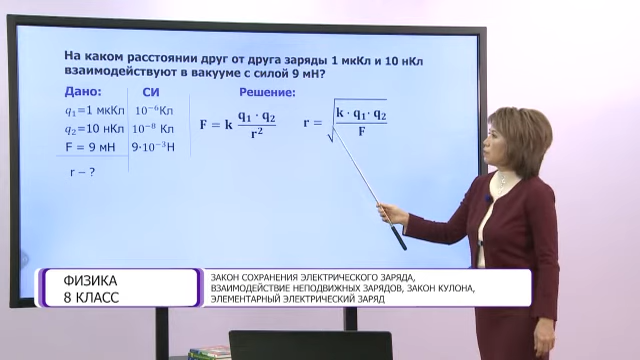 На каком расстоянии друг от друга заряды 1 мкКл и 10 нКл
взаимодействуют в вакууме с силой 9 мН?
Дано: СИ Решение:
q₁=1 мкКл 10⁻⁶Кл
q₂=10 нКл 10⁻⁸ Кл
F = 9 мН 9·10⁻³Н
r – ?
F = k q₁ · q₂ / r²
r = √(k · q₁· q₂ / F)
ФИЗИКА
8 КЛАСС
ЗАКОН СОХРАНЕНИЯ ЭЛЕКТРИЧЕСКОГО ЗАРЯДА,
ВЗАИМОДЕЙСТВИЕ НЕПОДВИЖНЫХ ЗАРЯДОВ, ЗАКОН КУЛОНА,
ЭЛЕМЕНТАРНЫЙ ЭЛЕКТРИЧЕСКИЙ ЗАРЯД